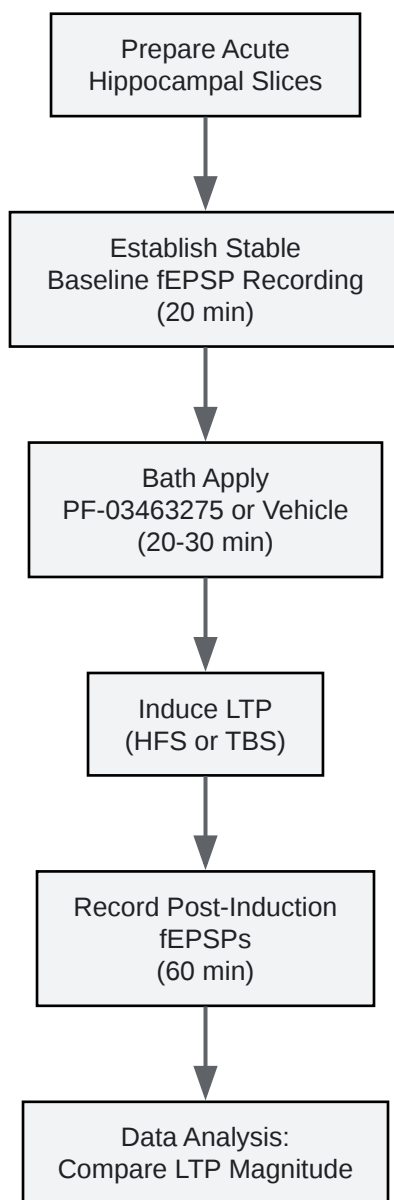 Prepare Acute
Hippocampal Slices
Establish Stable
Baseline fEPSP Recording
(20 min)
Bath Apply
PF-03463275 or Vehicle
(20-30 min)
Induce LTP
(HFS or TBS)
Record Post-Induction
fEPSPs
(60 min)
Data Analysis:
Compare LTP Magnitude